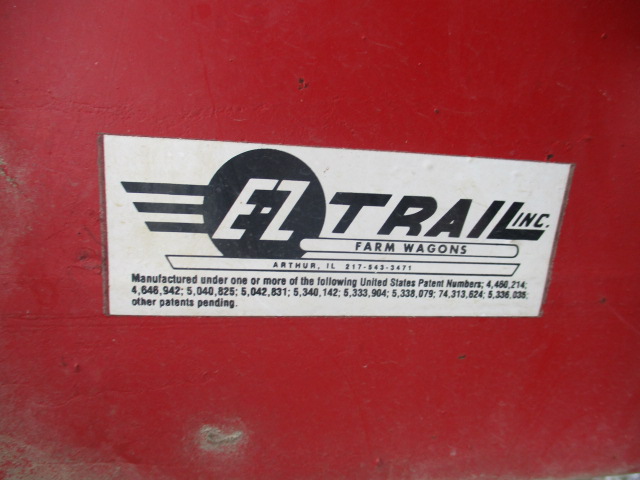 E-Z TRAIL INC.
FARM WAGONS
ARTHUR, IL 217-543-3471
Manufactured under one or more of the following United States Patent Numbers; 4,460,214;
4,646,942; 5,040,825; 5,042,831; 5,340,142; 5,333,904; 5,338,079; 74,313,624; 5,336,035;
other patents pending.